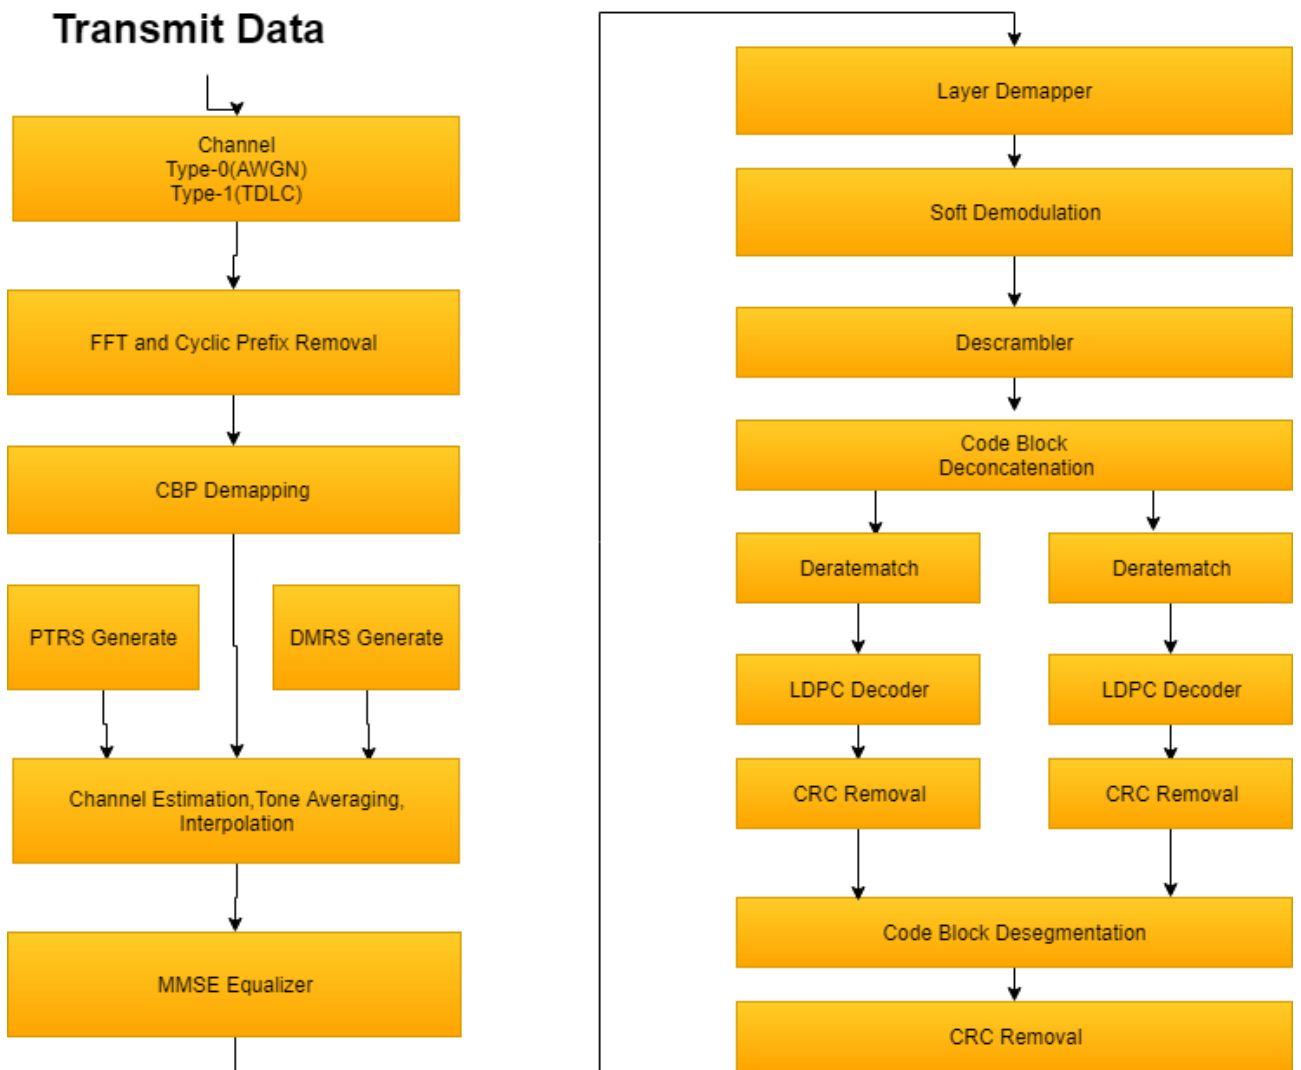 Transmit Data
Channel
Type-0(AWGN)
Type-1(TDLC)
FFT and Cyclic Prefix Removal
CBP Demapping
PTRS Generate
DMRS Generate
Channel Estimation,Tone Averaging,
Interpolation
MMSE Equalizer
Layer Demapper
Soft Demodulation
Descrambler
Code Block
Deconcatenation
Deratematch
Deratematch
LDPC Decoder
LDPC Decoder
CRC Removal
CRC Removal
Code Block Desegmentation
CRC Removal